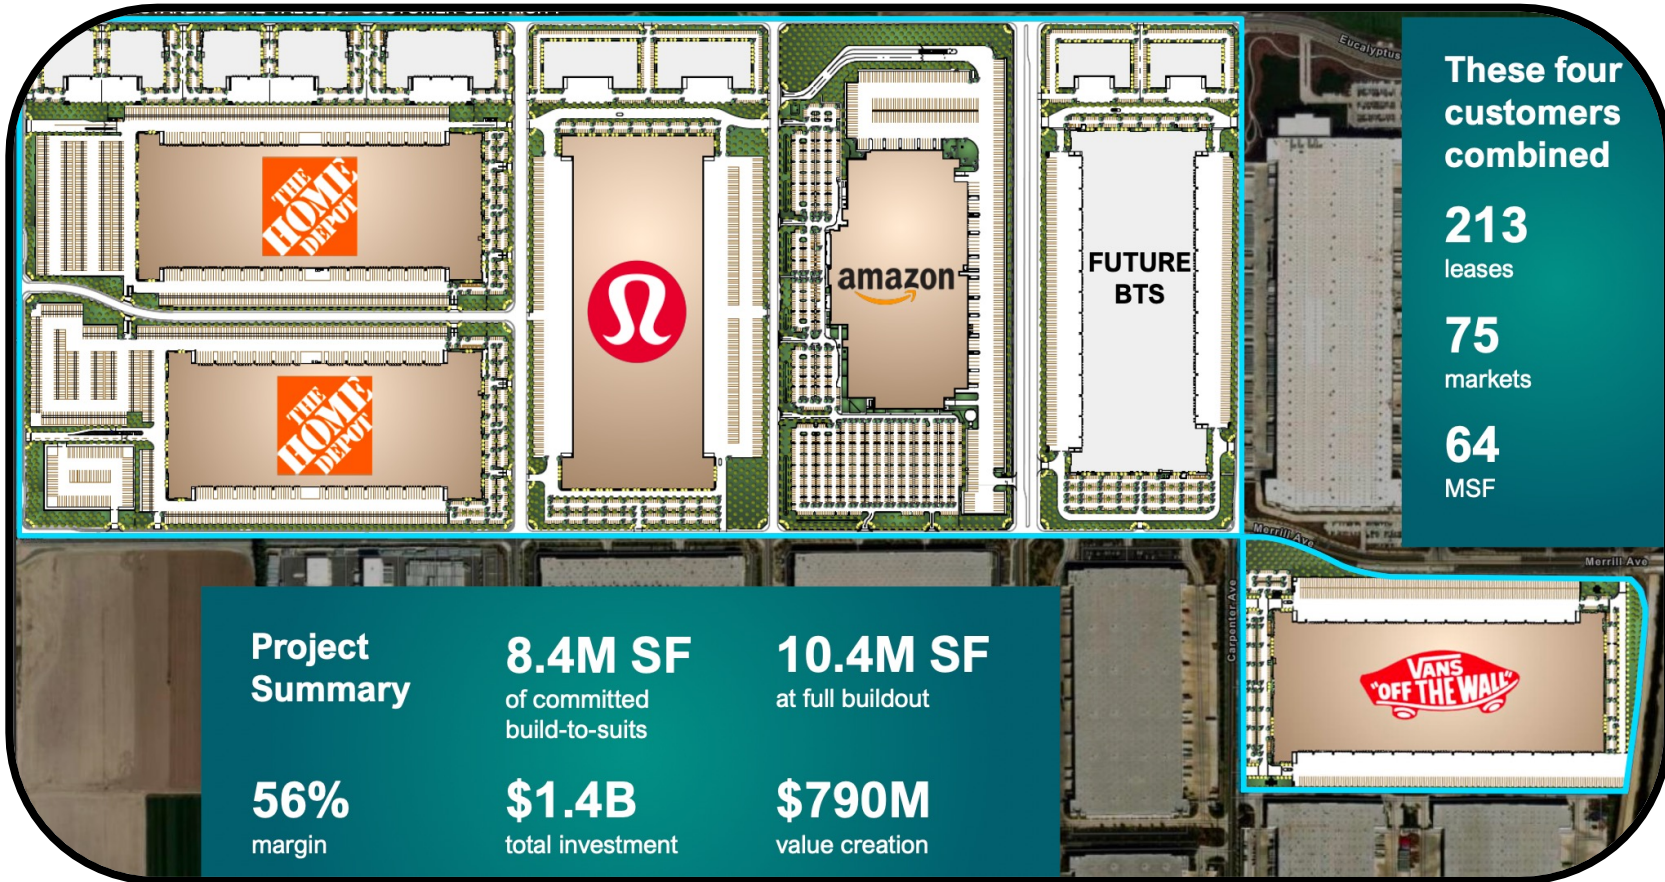 THE
HOME
DEPOT
THE
HOME
DEPOT
amazon
FUTURE
BTS
Eucalyptus
These four
customers
combined
213
leases
75
markets
64
MSF
Merrill Ave
Merrill Ave
Carpenter Ave
VANS
"OFF THE WALL"
Project
Summary
8.4M SF
of committed
build-to-suits
10.4M SF
at full buildout
56%
margin
$1.4B
total investment
$790M
value creation